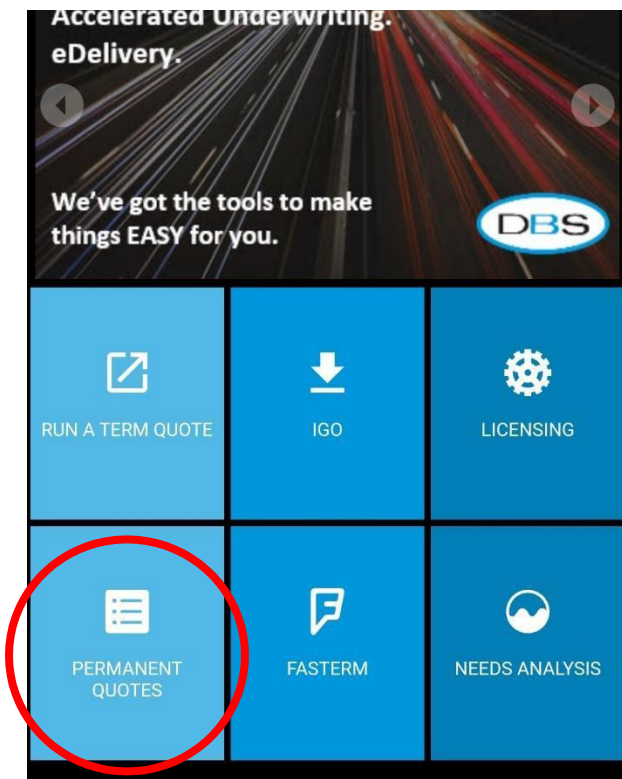 Accelerated Underwriting.
eDelivery.
We've got the tools to make
things EASY for you.
DBS
RUN A TERM QUOTE
IGO
LICENSING
PERMANENT
QUOTES
FASTERM
NEEDS ANALYSIS